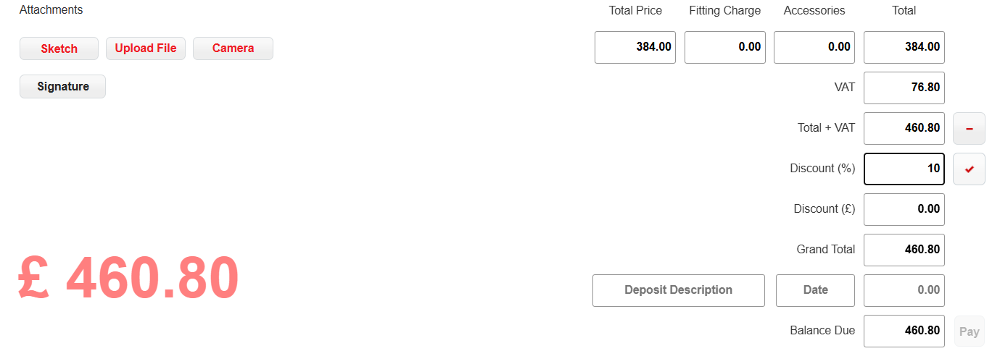 Attachments Total Price Fitting Charge Accessories Total
Sketch Upload File Camera 384.00 0.00 0.00 384.00
Signature VAT 76.80
Total + VAT 460.80 −
Discount (%) 10
Discount (£) 0.00
Grand Total 460.80
£ 460.80
Deposit Description Date 0.00
Balance Due 460.80 Pay